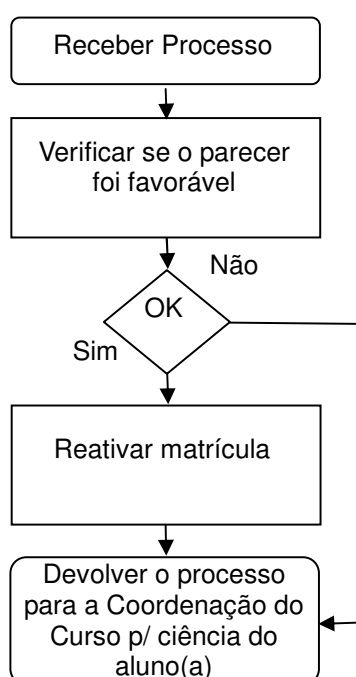 Receber Processo
Verificar se o parecer
foi favorável
Não
OK
Sim
Reativar matrícula
Devolver o processo
para a Coordenação do
Curso p/ ciência do
aluno(a)